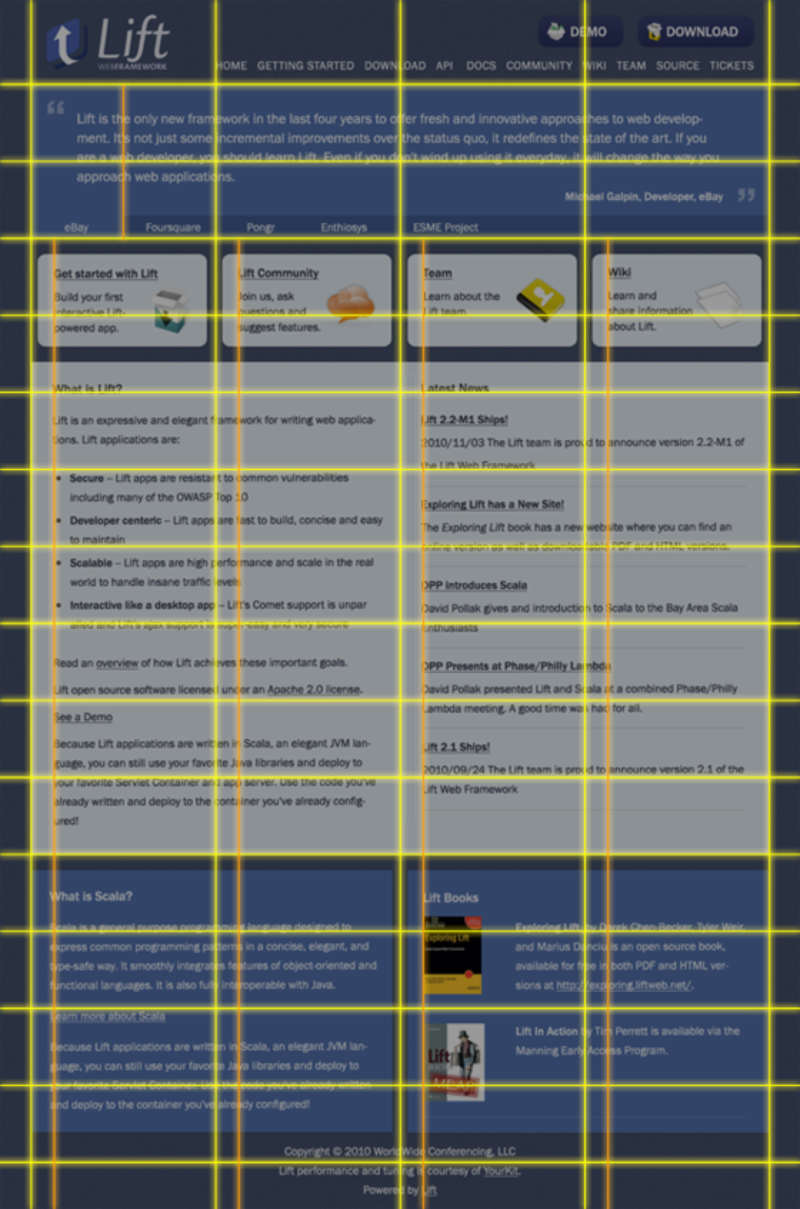 Lift
WEBFRAMEWORK
DEMO DOWNLOAD
HOME GETTING STARTED DOWNLOAD API DOCS COMMUNITY WIKI TEAM SOURCE TICKETS
“
Lift is the only new framework in the last four years to offer fresh and innovative approaches to web develop-
ment. It's not just some incremental improvements over the status quo, it redefines the state of the art. If you
are a web developer, you should learn Lift. Even if you don't wind up using it everyday, it will change the way you
approach web applications.
Michael Galpin, Developer, eBay ”
eBay Foursquare Pongr Enthiosys ESME Project
Get started with Lift
Build your first
interactive Lift-
powered app.
Lift Community
Join us, ask
questions and
suggest features.
Team
Learn about the
Lift team.
Wiki
Learn and
share information
about Lift.
What is Lift?
Lift is an expressive and elegant framework for writing web applica-
tions. Lift applications are:
• Secure – Lift apps are resistant to common vulnerabilities
including many of the OWASP Top 10
• Developer centeric – Lift apps are fast to build, concise and easy
to maintain
• Scalable – Lift apps are high performance and scale in the real
world to handle insane traffic levels
• Interactive like a desktop app – Lift's Comet support is unpar
alled and Lift's ajax support is super-easy and very secure
Read an overview of how Lift achieves these important goals.
Lift open source software licensed under an Apache 2.0 license.
See a Demo
Because Lift applications are written in Scala, an elegant JVM lan-
guage, you can still use your favorite Java libraries and deploy to
your favorite Servlet Container and app server. Use the code you've
already written and deploy to the container you've already config-
ured!
Latest News
Lift 2.2-M1 Ships!
2010/11/03 The Lift team is proud to announce version 2.2-M1 of
the Lift Web Framework
Exploring Lift has a New Site!
The Exploring Lift book has a new website where you can find an
online version as well as downloadable PDF and HTML versions.
DPP Introduces Scala
David Pollak gives and introduction to Scala to the Bay Area Scala
Enthusiasts
DPP Presents at Phase/Philly Lambda
David Pollak presented Lift and Scala at a combined Phase/Philly
Lambda meeting. A good time was had for all.
Lift 2.1 Ships!
2010/09/24 The Lift team is proud to announce version 2.1 of the
Lift Web Framework
What is Scala?
Scala is a general purpose programming language designed to
express common programming patterns in a concise, elegant, and
type-safe way. It smoothly integrates features of object-oriented and
functional languages. It is also fully interoperable with Java.
Learn more about Scala
Because Lift applications are written in Scala, an elegant JVM lan-
guage, you can still use your favorite Java libraries and deploy to
your favorite Servlet Container. Use the code you've already written
and deploy to the container you've already configured!
Lift Books
Exploring Lift
Exploring Lift by Derek Chen-Becker, Tyler Weir,
and Marius Danciu is an open source book,
available for free in both PDF and HTML ver-
sions at http://exploring.liftweb.net/.
Lift
Lift In Action by Tim Perrett is available via the
Manning Early Access Program.
Copyright © 2010 WorldWide Conferencing, LLC
Lift performance and tuning is courtesy of YourKit.
Powered by Lift